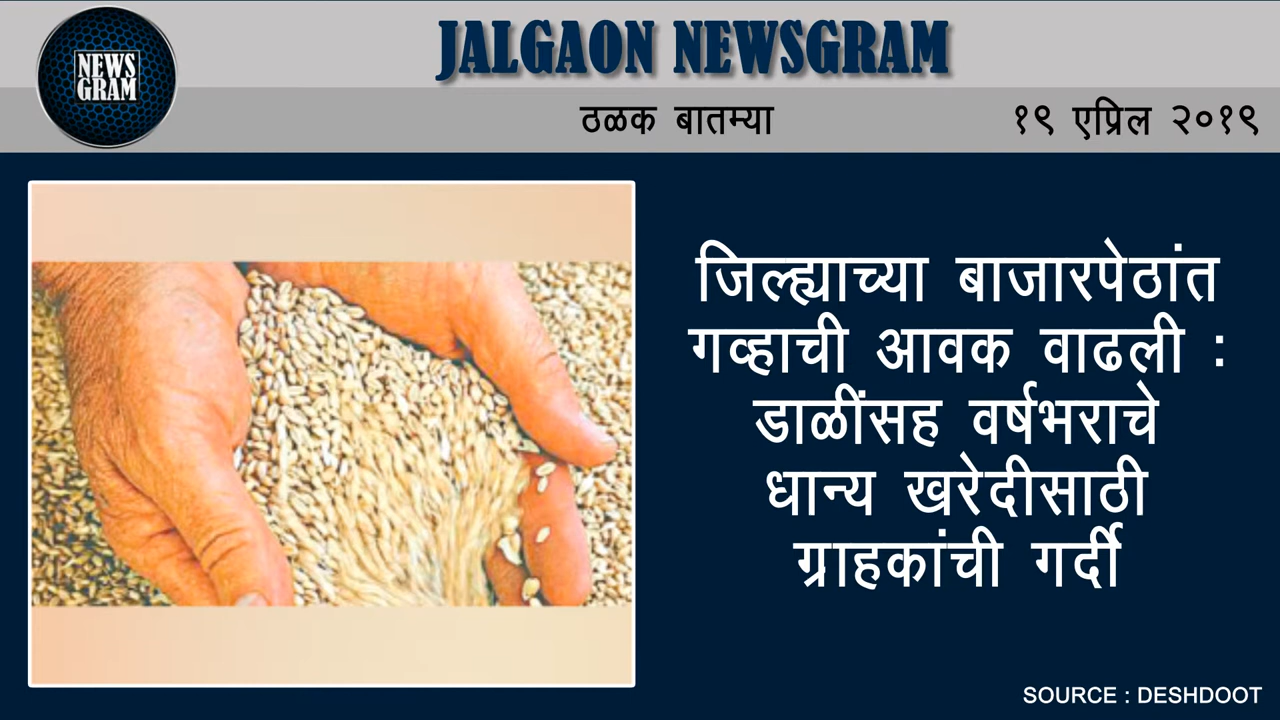 NEWS
GRAM
JALGAON NEWSGRAM
ठळक बातम्या
१९ एप्रिल २०१९
जिल्ह्याच्या बाजारपेठांत
गव्हाची आवक वाढली :
डाळींसह वर्षभराचे
धान्य खरेदीसाठी
ग्राहकांची गर्दी
SOURCE : DESHDOOT